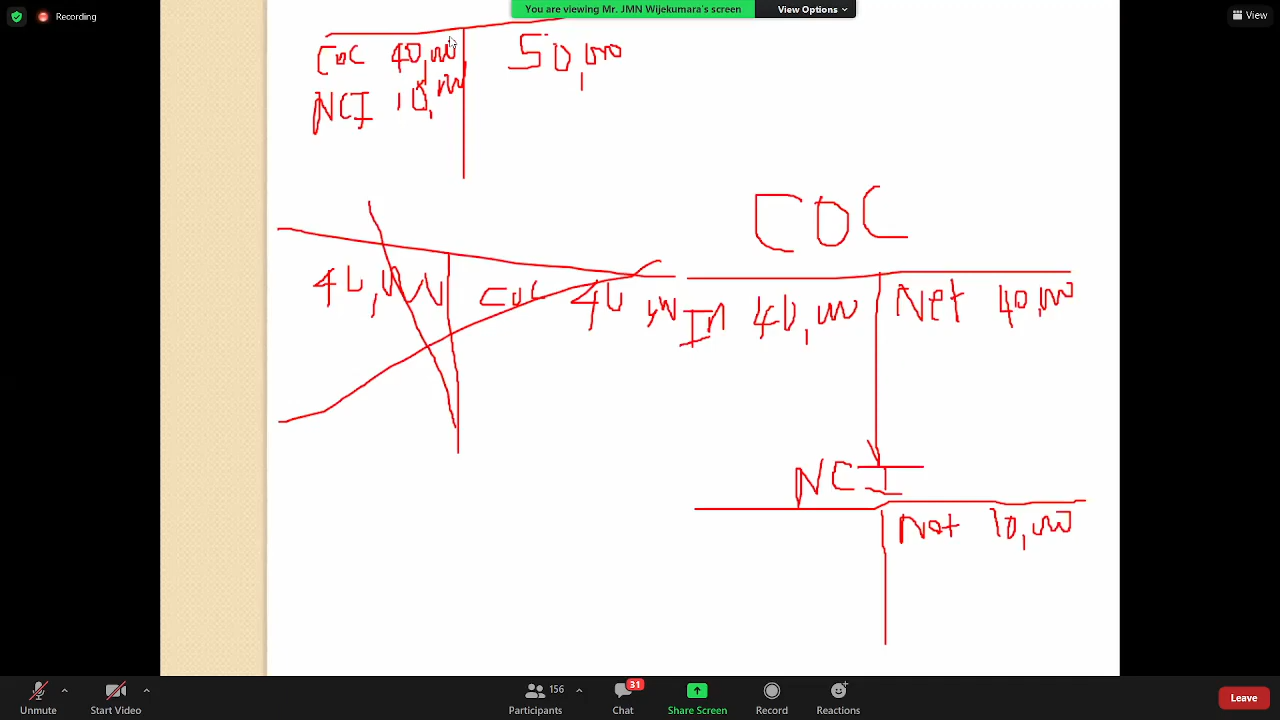 You are viewing Mr. JMN Wijekumara's screen
View Options
Recording
View
COC 40,000 50,000
NCI 10,000
COC
40,000 COC 40,000
In 40,000 Net 40,000
NCI
Net 10,000
Unmute
Start Video
156
Participants
31
Chat
Share Screen
Record
Reactions
Leave